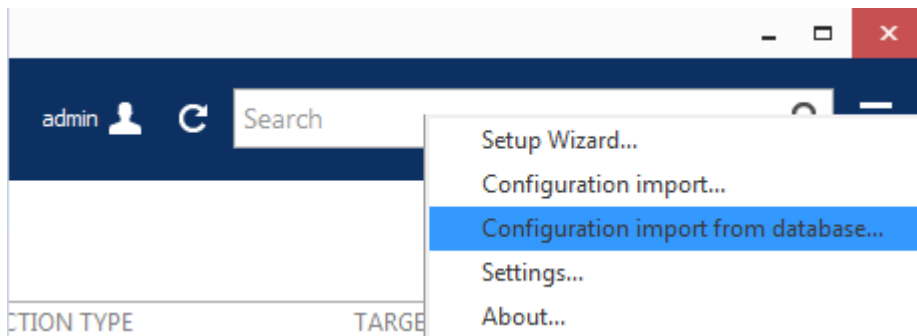 admin
Search
Setup Wizard...
Configuration import...
Configuration import from database...
Settings...
About...
CTION TYPE
TARGE